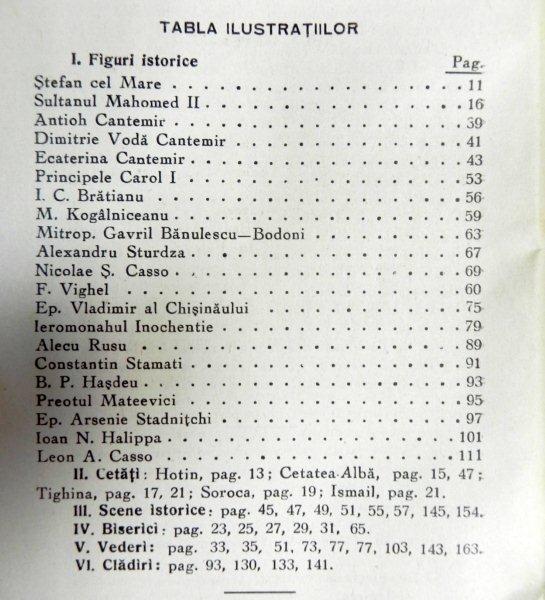 TABLA ILUSTRAȚIILOR
I. Figuri istorice Pag.
Ștefan cel Mare . . . . . . . . . . . . . . . . 11
Sultanul Mahomed II . . . . . . . . . . . . . . 16
Antioh Cantemir . . . . . . . . . . . . . . . . 39
Dimitrie Vodă Cantemir . . . . . . . . . . . . 41
Ecaterina Cantemir . . . . . . . . . . . . . . 43
Principele Carol I . . . . . . . . . . . . . . . 53
I. C. Brătianu . . . . . . . . . . . . . . . . . 56
M. Kogâlniceanu . . . . . . . . . . . . . . . 59
Mitrop. Gavril Bănulescu—Bodoni . . . . . . . . 63
Alexandru Sturdza . . . . . . . . . . . . . . . 67
Nicolae Ș. Casso . . . . . . . . . . . . . . . 69
F. Vighel . . . . . . . . . . . . . . . . . . 60
Ep. Vladimir al Chișinăului . . . . . . . . . . 75
Ieromonahul Inochentie . . . . . . . . . . . . 79
Alecu Rusu . . . . . . . . . . . . . . . . . 89
Constantin Stamati . . . . . . . . . . . . . . 91
B. P. Hașdeu . . . . . . . . . . . . . . . . . 93
Preotul Mateevici . . . . . . . . . . . . . . . 95
Ep. Arsenie Stadnițchi . . . . . . . . . . . . 97
Ioan N. Halippa . . . . . . . . . . . . . . . 101
Leon A. Casso . . . . . . . . . . . . . . . . 111
II. Cetăți: Hotin, pag. 13; Cetatea-Albă, pag. 15, 47;
Tighina, pag. 17, 21; Soroca, pag. 19; Ismail, pag. 21.
III. Scene istorice: pag. 45, 47, 49, 51, 55, 57, 145, 154.
IV. Biserici: pag. 23, 25, 27, 29, 31, 65.
V. Vederi: pag. 33, 35, 51, 73, 77, 77, 103, 143, 163.
VI. Clădiri: pag. 93, 130, 133, 141.